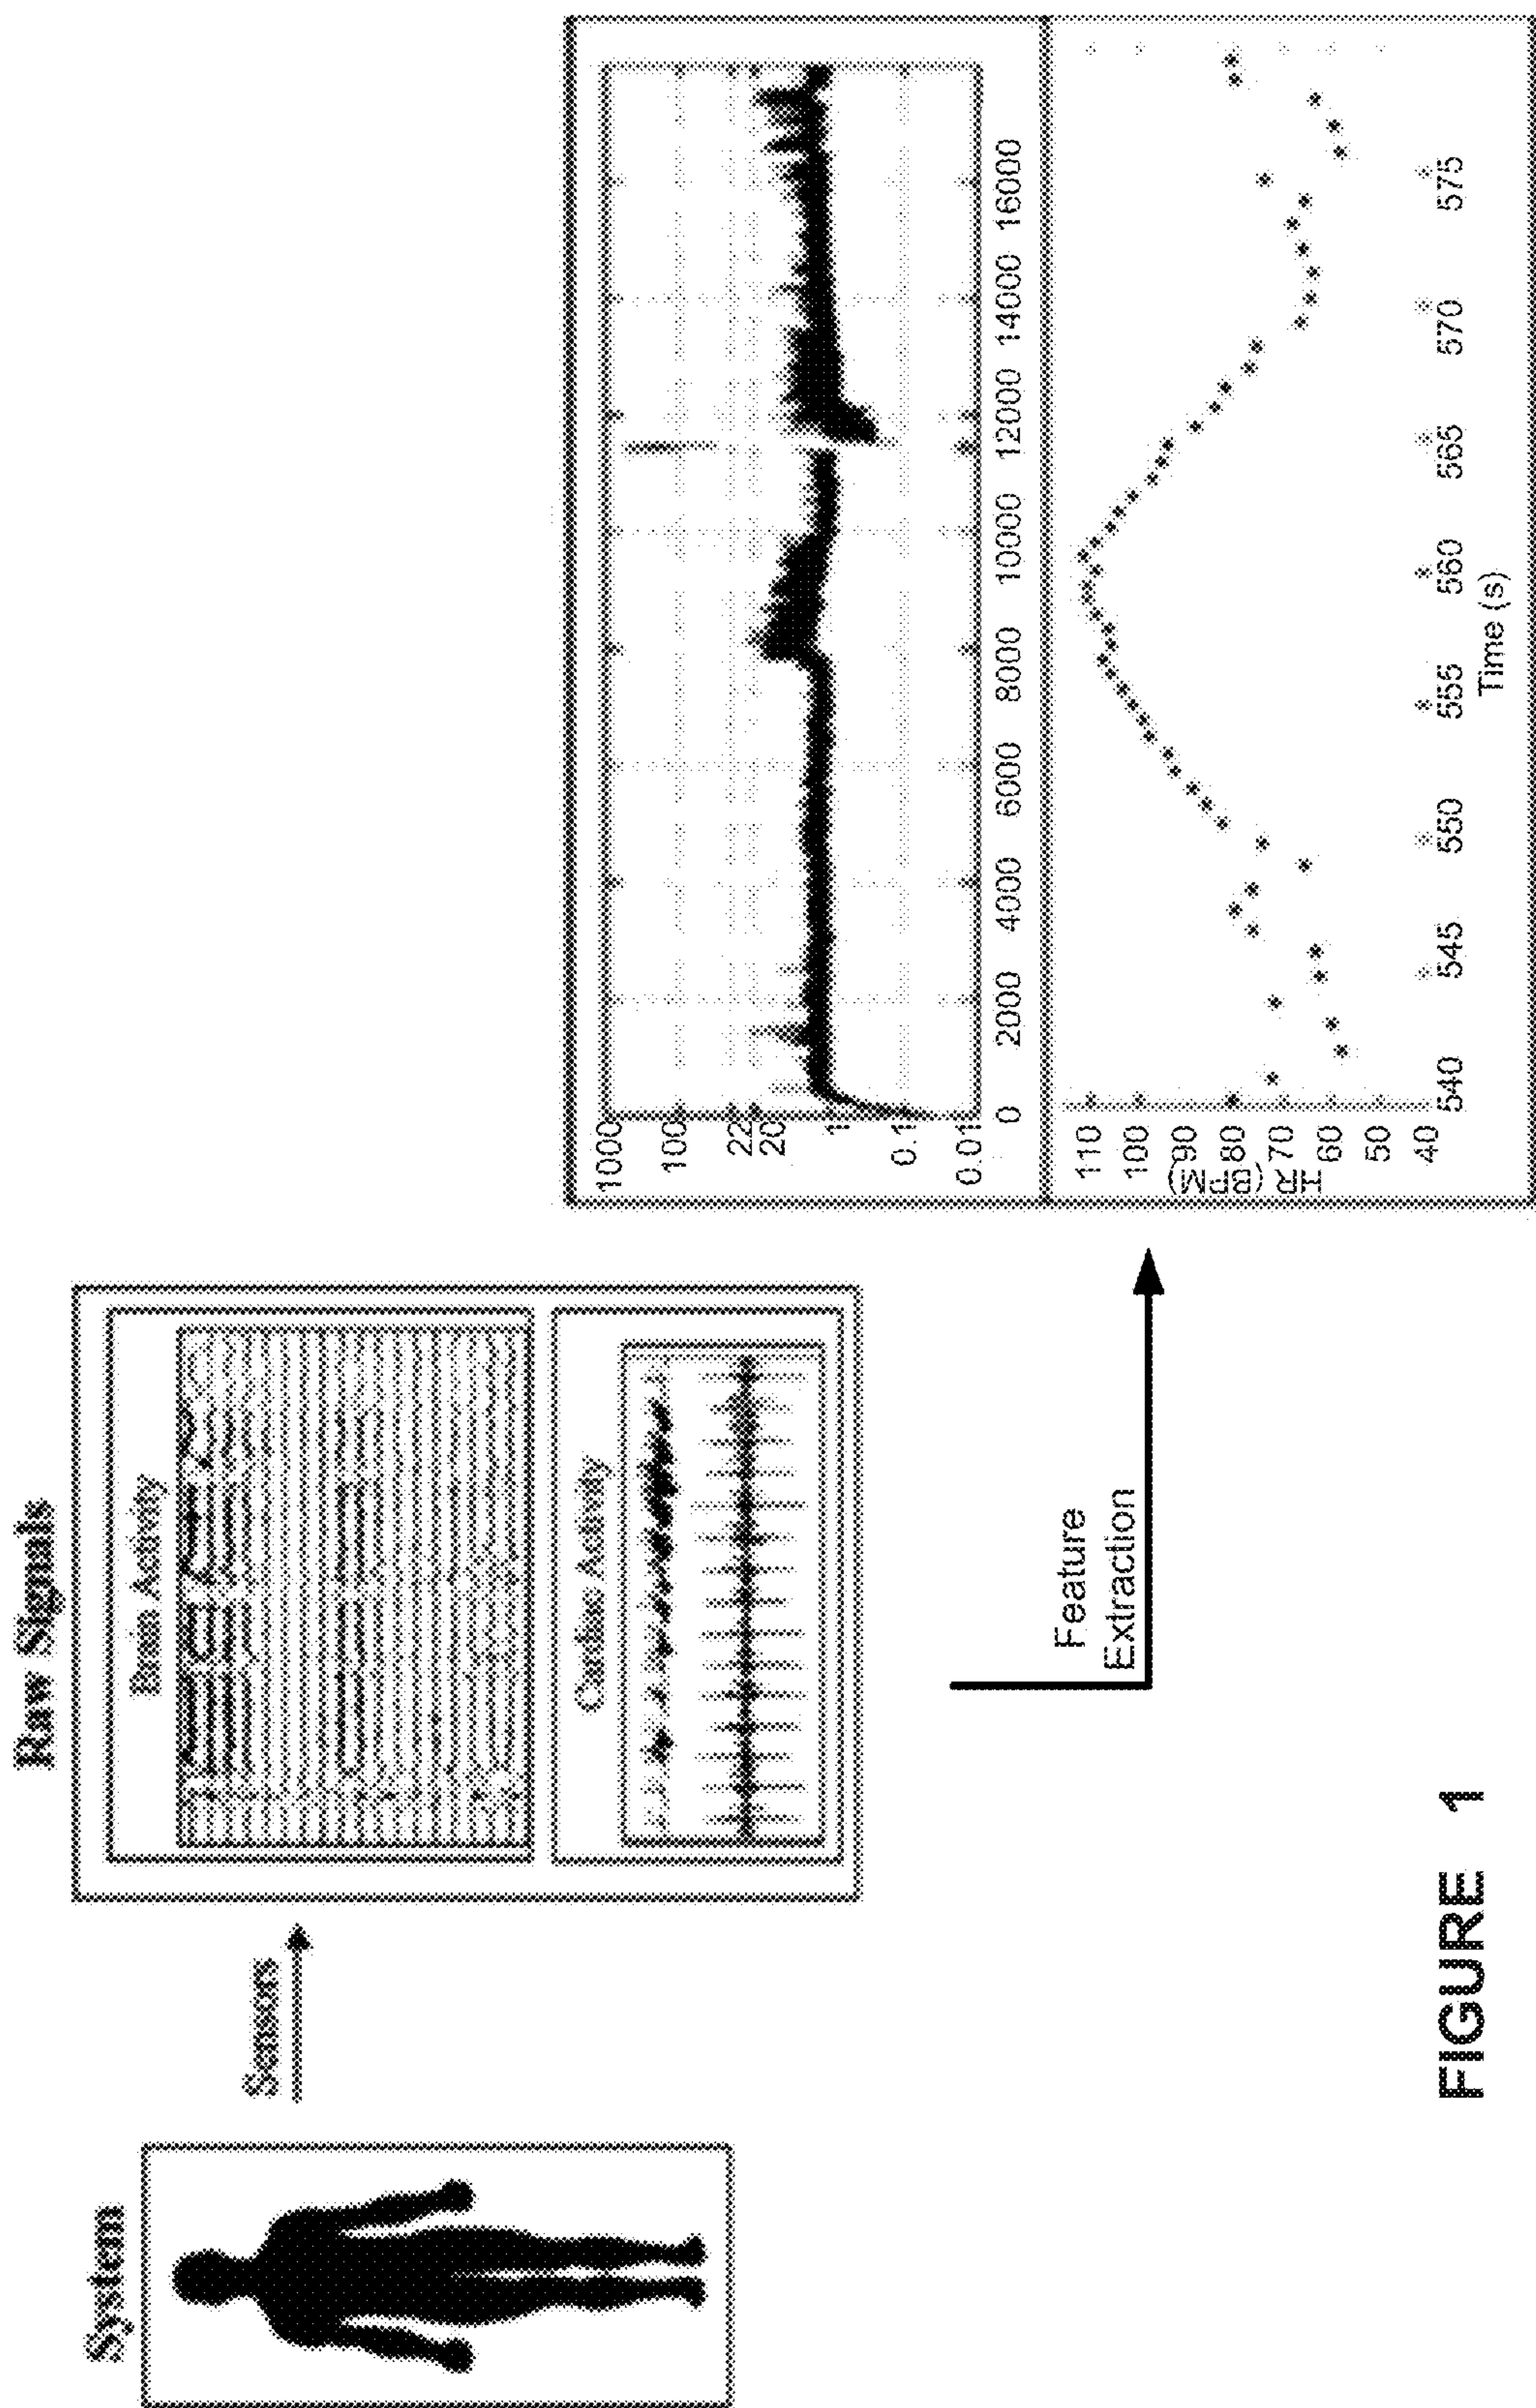 System
Sensors
Raw Signals
Brain Activity
Cardiac Activity
Feature
Extraction
1000
100
22
20
1
0.1
0.01
0 2000 4000 6000 8000 10000 12000 14000 16000
HR (BPM)
110
100
90
80
70
60
50
40
540 545 550 555 560 565 570 575
Time (s)
FIGURE 1